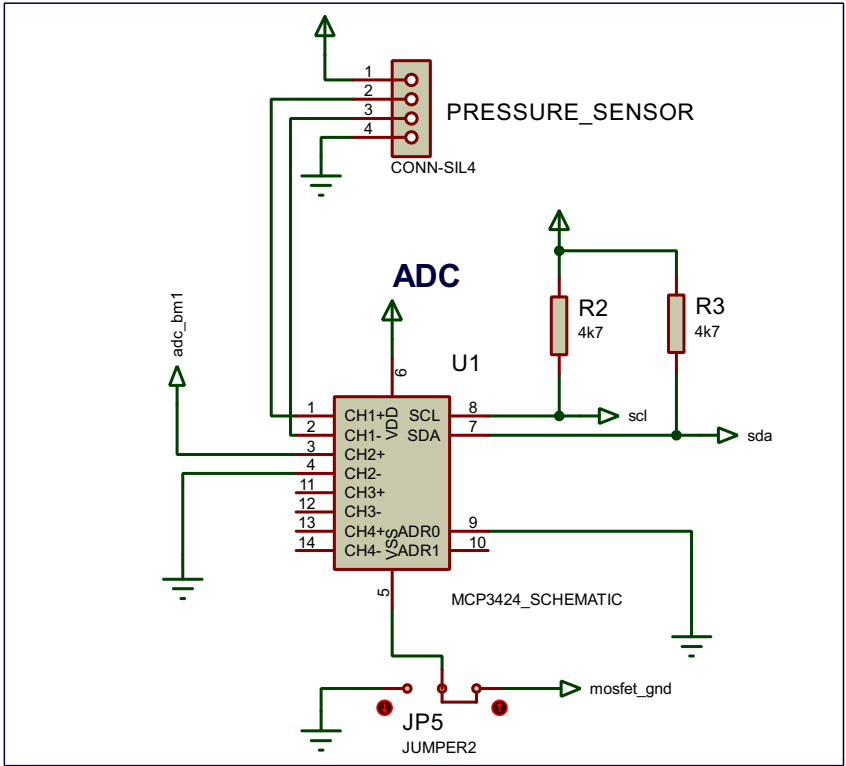 1
2
3
4
PRESSURE_SENSOR
CONN-SIL4
ADC
adc_bm1
R2
4k7
R3
4k7
6
U1
1 CH1+ VDD SCL 8 scl
2 CH1- SDA 7 sda
3 CH2+
4 CH2-
11 CH3+
12 CH3-
13 CH4+ VSS ADR0 9
14 CH4- ADR1 10
5
MCP3424_SCHEMATIC
mosfet_gnd
JP5
JUMPER2